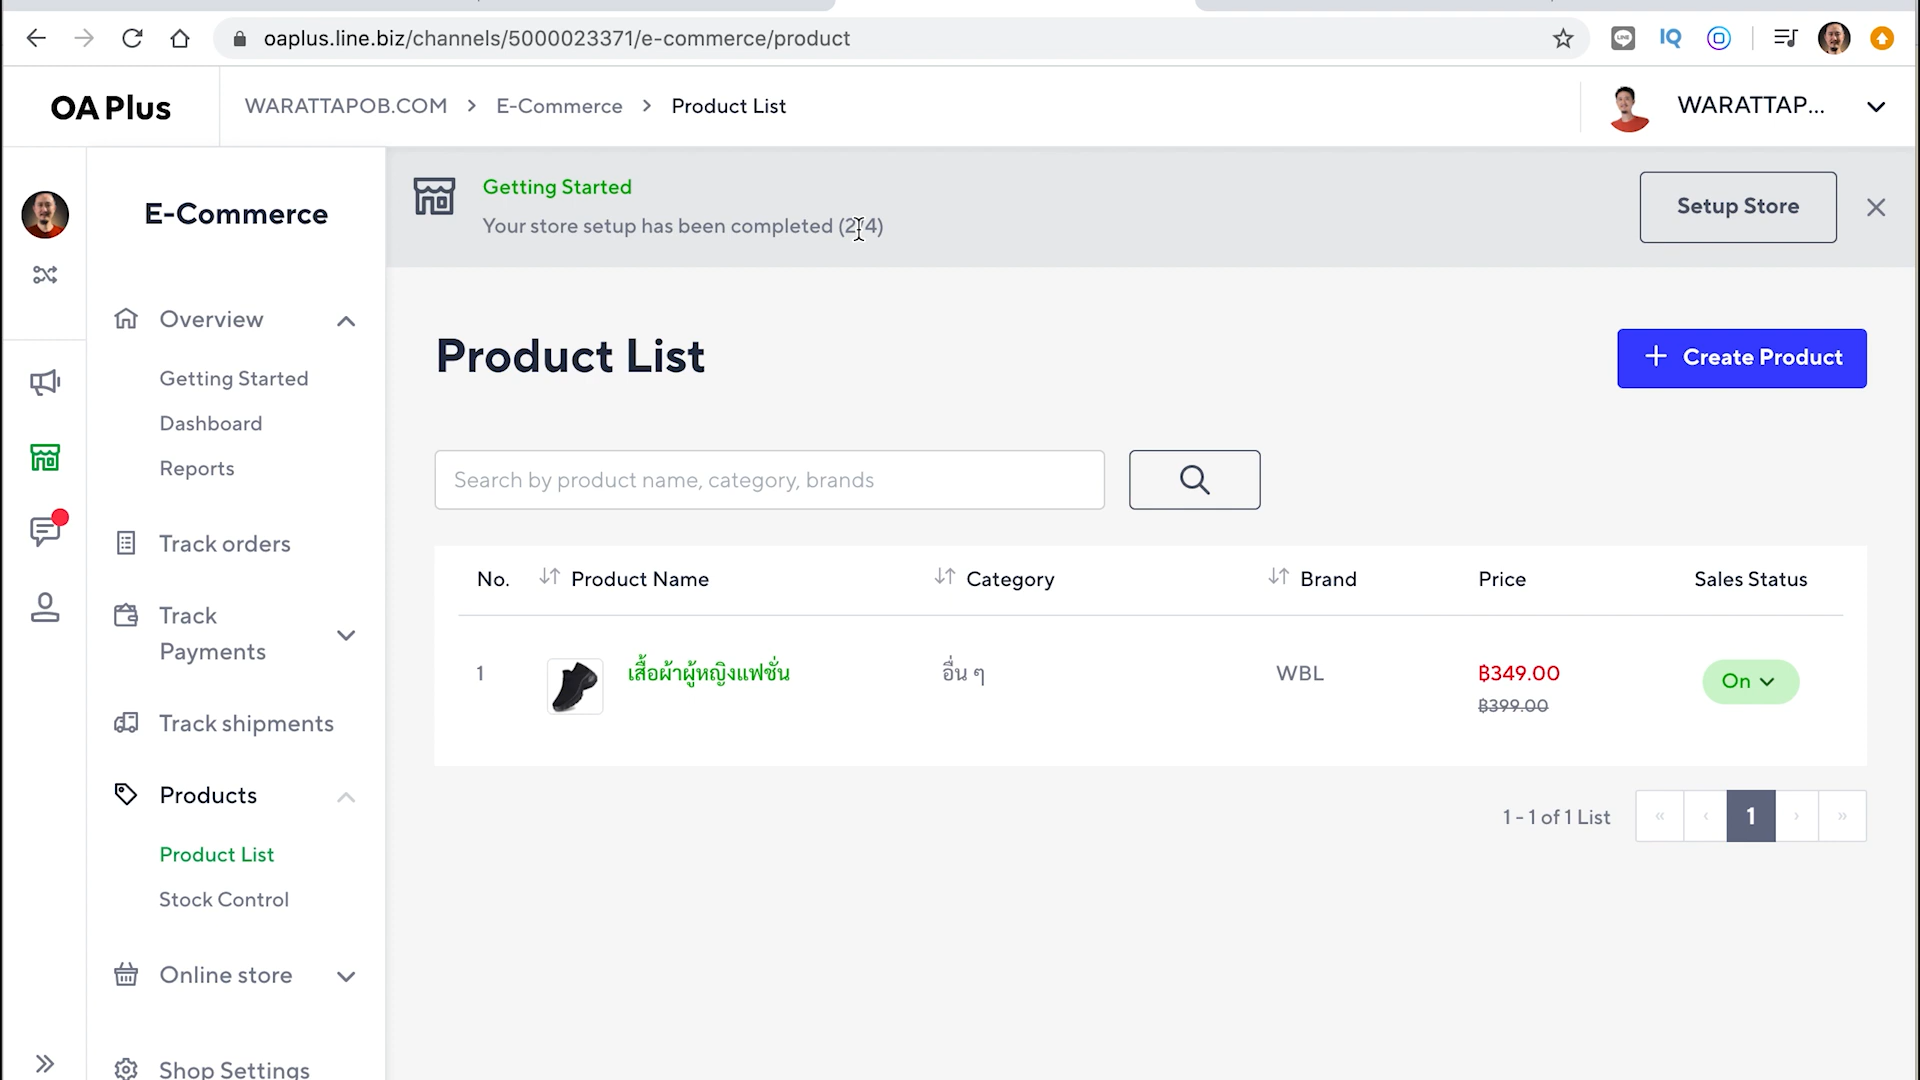 oaplus.line.biz/channels/5000023371/e-commerce/product
IQ
OA Plus
WARATTAPOB.COM > E-Commerce > Product List
WARATTAP...
E-Commerce
Getting Started
Your store setup has been completed (2/4)
Setup Store
Overview
Getting Started
Dashboard
Reports
Track orders
Track
Payments
Track shipments
Products
Product List
Stock Control
Online store
Shop Settings
Product List
+ Create Product
Search by product name, category, brands
No. Product Name Category Brand Price Sales Status
1 เสื้อผ้าผู้หญิงแฟชั่น อื่น ๆ WBL ฿349.00 On
฿399.00
1 - 1 of 1 List « ‹ 1 › »